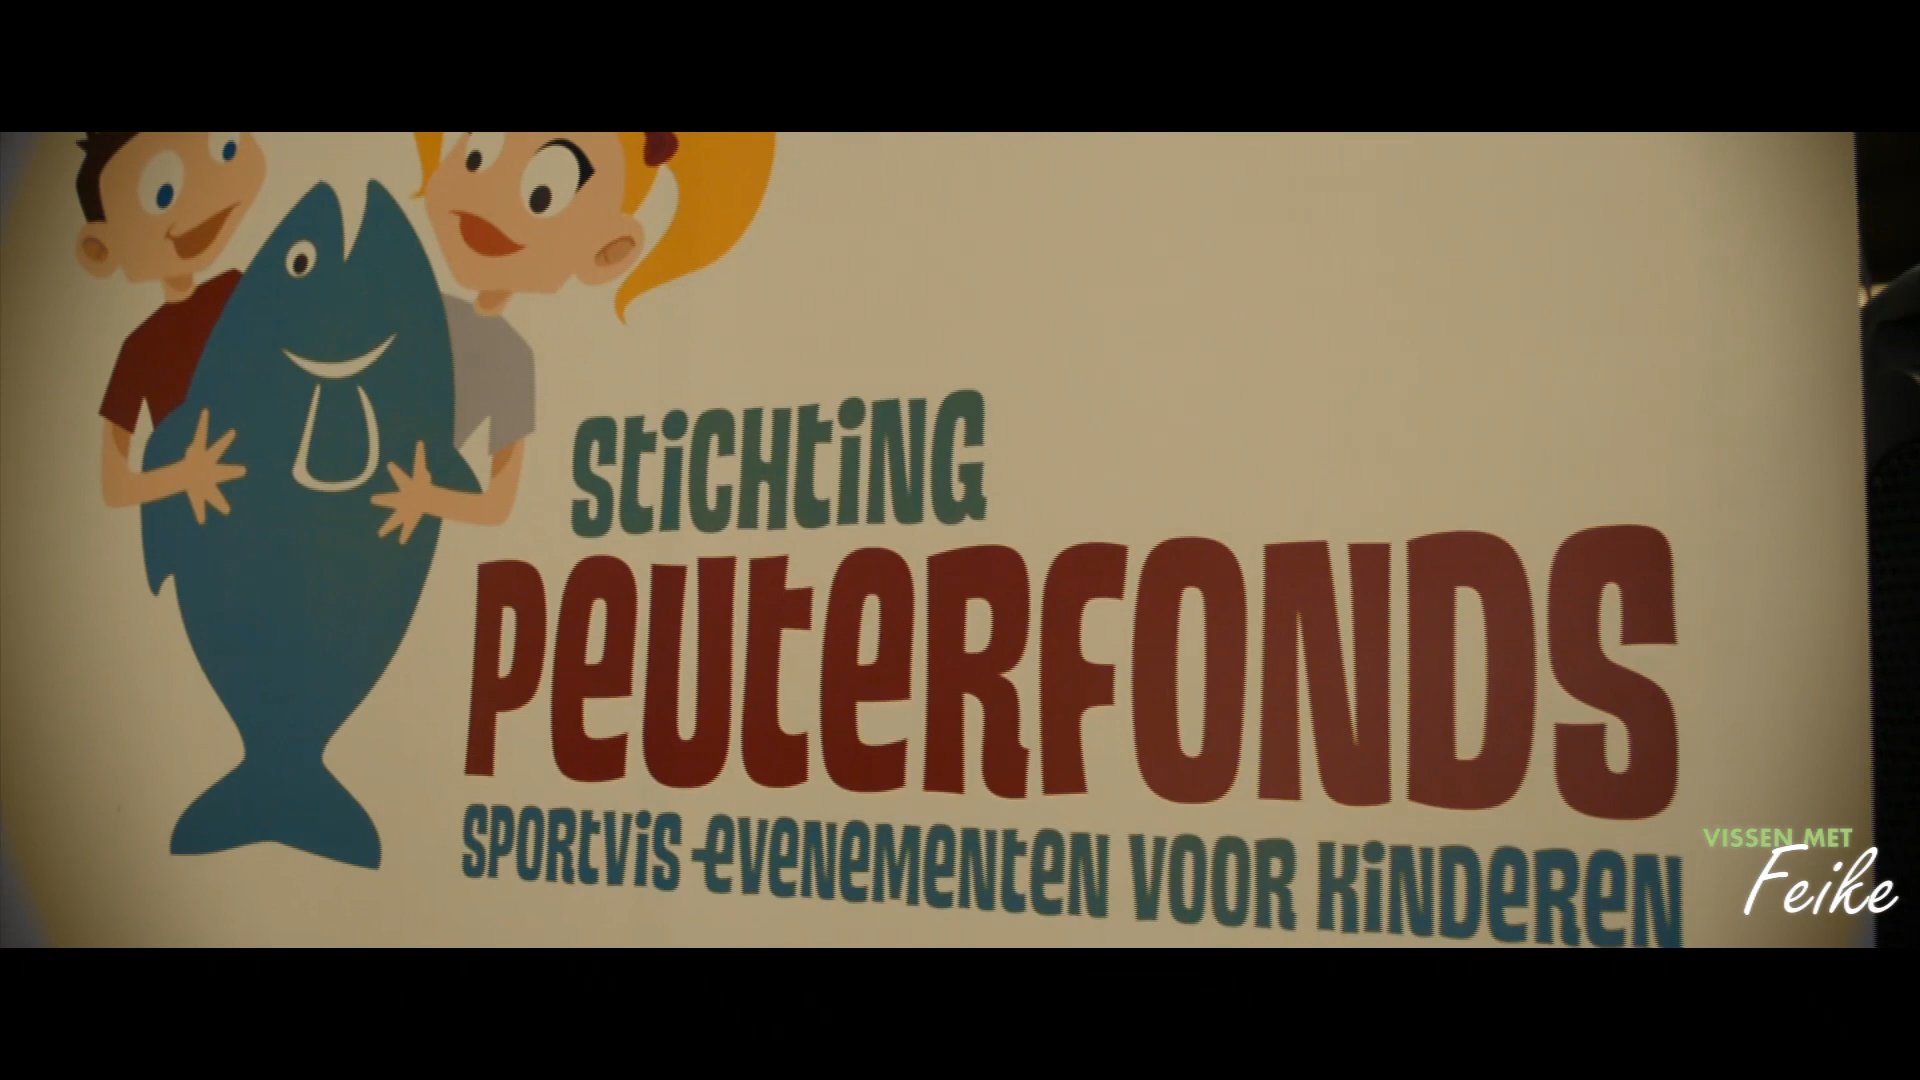 STICHTING
PEUTERFONDS
SPORTVIS-EVENEMENTEN VOOR KINDEREN
VISSEN MET
Feike